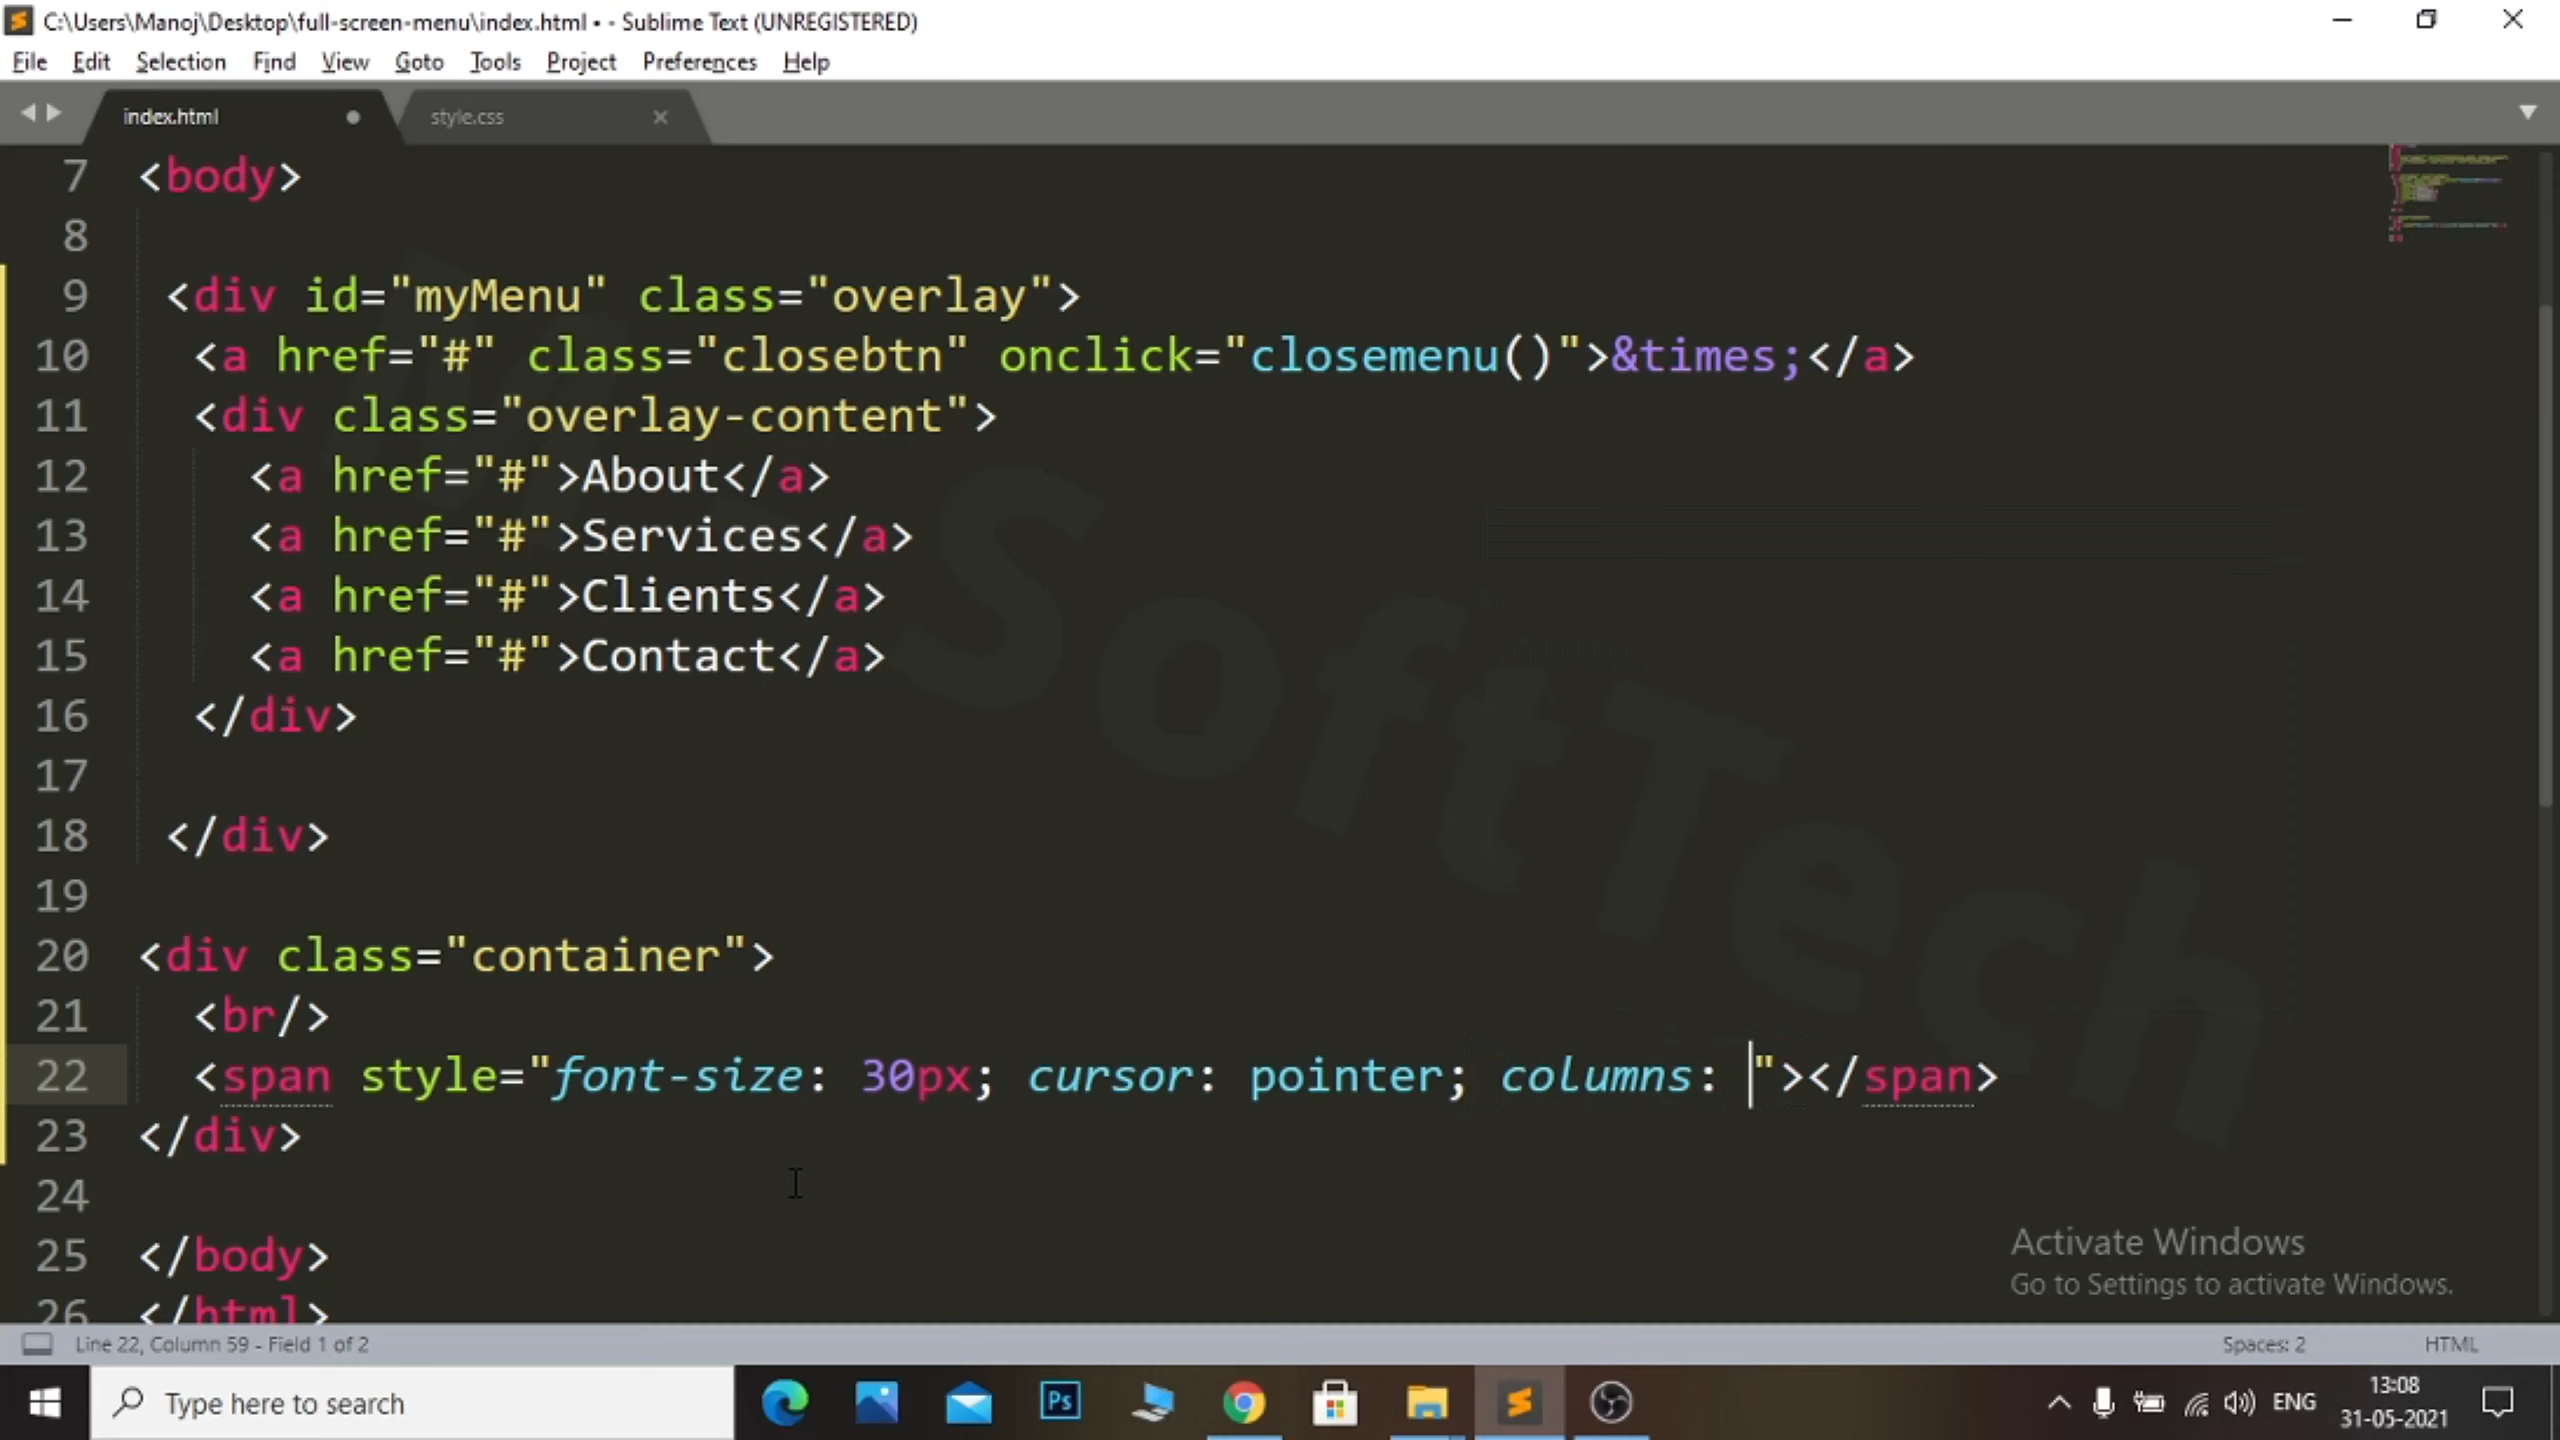 C:\Users\Manoj\Desktop\full-screen-menu\index.html • - Sublime Text (UNREGISTERED)
File Edit Selection Find View Goto Tools Project Preferences Help
index.html style.css
7 <body>
8
9 <div id="myMenu" class="overlay">
10 <a href="#" class="closebtn" onclick="closemenu()">&times;</a>
11 <div class="overlay-content">
12 <a href="#">About</a>
13 <a href="#">Services</a>
14 <a href="#">Clients</a>
15 <a href="#">Contact</a>
16 </div>
17
18 </div>
19
20 <div class="container">
21 <br/>
22 <span style="font-size: 30px; cursor: pointer; columns: "></span>
23 </div>
24
25 </body>
26 </html>
SoftTech
Activate Windows
Go to Settings to activate Windows.
Line 22, Column 59 - Field 1 of 2 Spaces: 2 HTML
Type here to search Ps ENG 13:08
31-05-2021